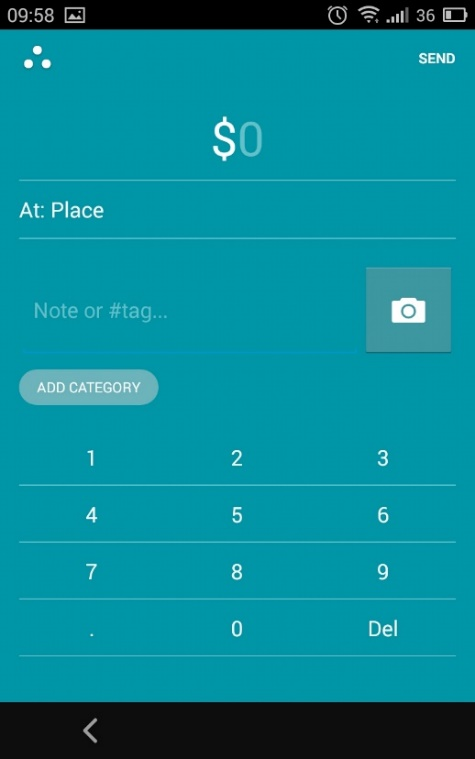 09:58 36
SEND
$0
At: Place
Note or #tag...
ADD CATEGORY
1 2 3
4 5 6
7 8 9
. 0 Del